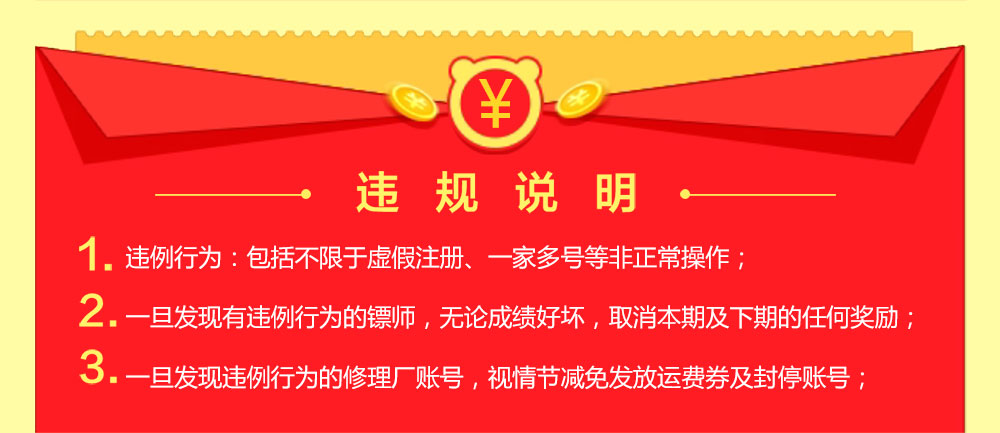 ¥
违规说明
1. 违例行为：包括不限于虚假注册、一家多号等非正常操作；
2. 一旦发现有违例行为的镖师，无论成绩好坏，取消本期及下期的任何奖励；
3. 一旦发现违例行为的修理厂账号，视情节减免发放运费券及封停账号；